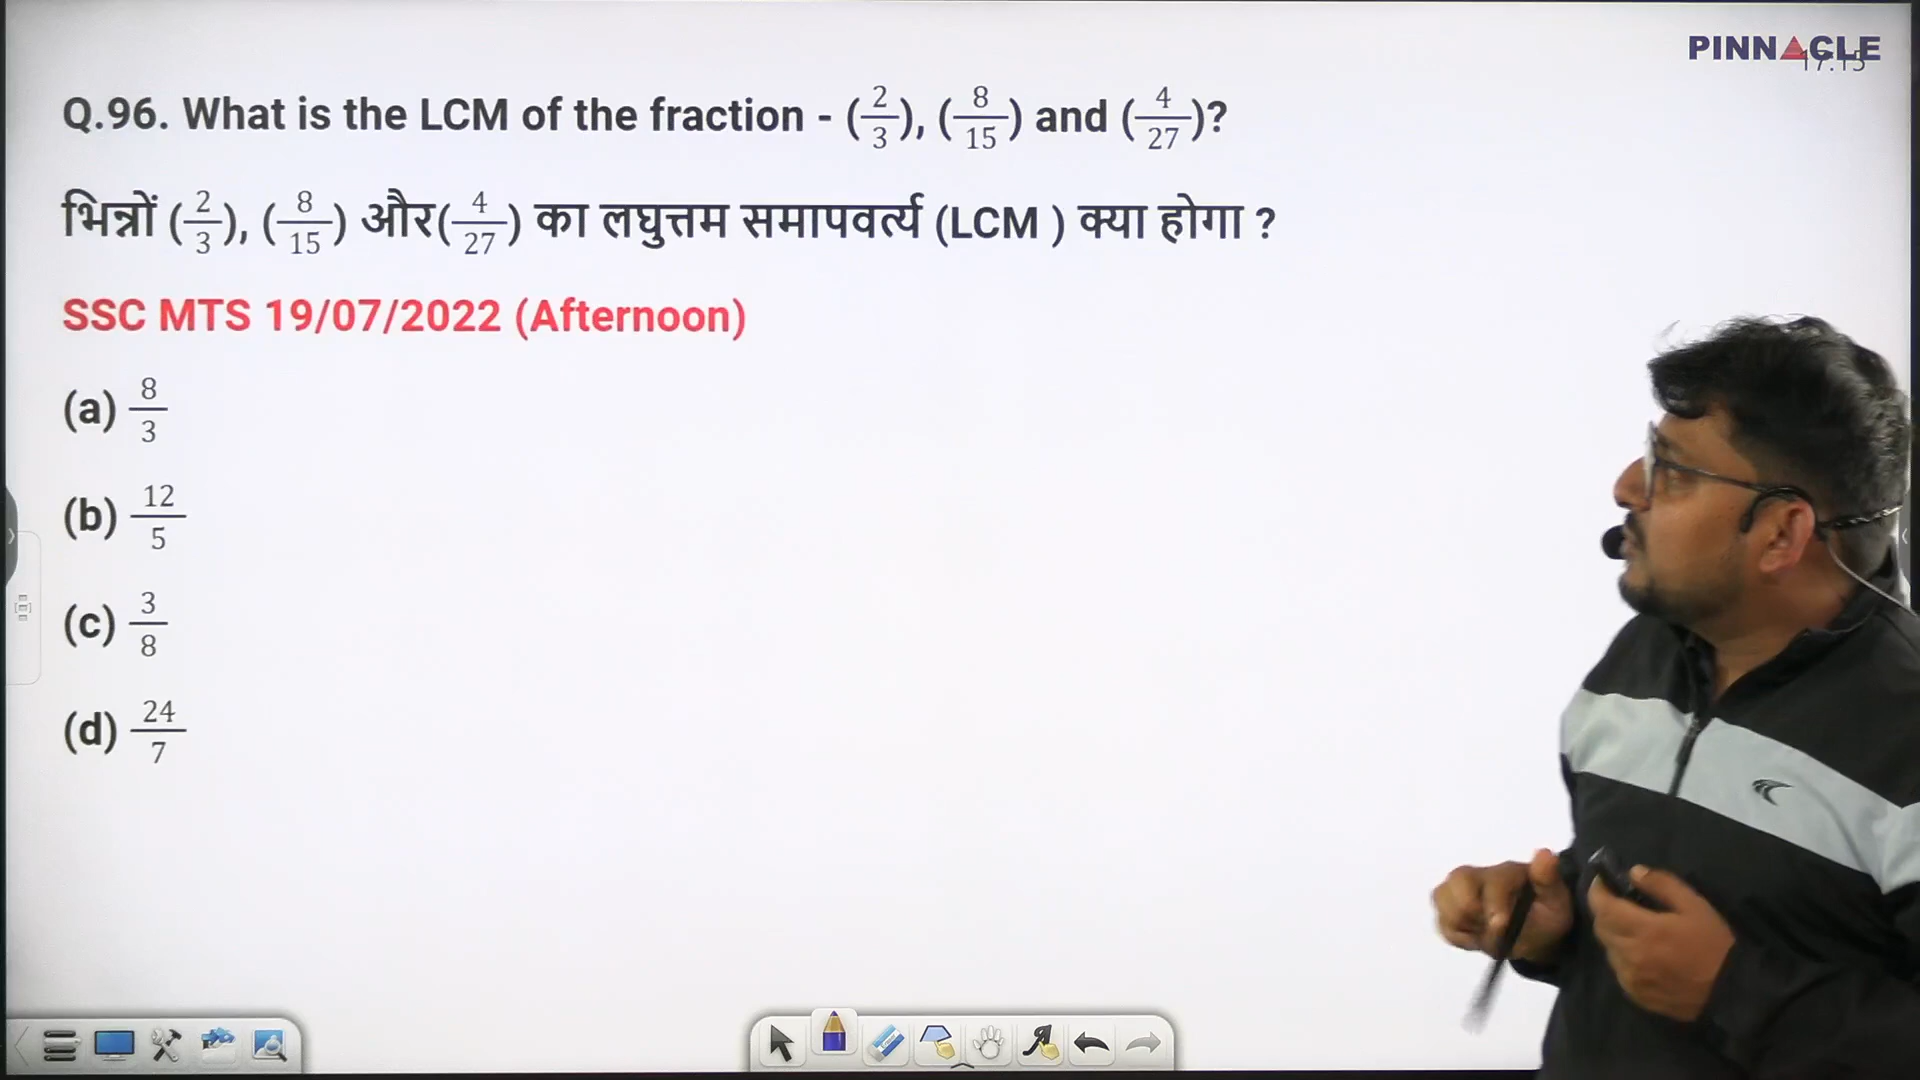 PINNACLE
17:15
Q.96. What is the LCM of the fraction - (2/3), (8/15) and (4/27)?
भिन्नों (2/3), (8/15) और(4/27) का लघुत्तम समापवर्त्य (LCM ) क्या होगा ?
SSC MTS 19/07/2022 (Afternoon)
(a) 8/3
(b) 12/5
(c) 3/8
(d) 24/7